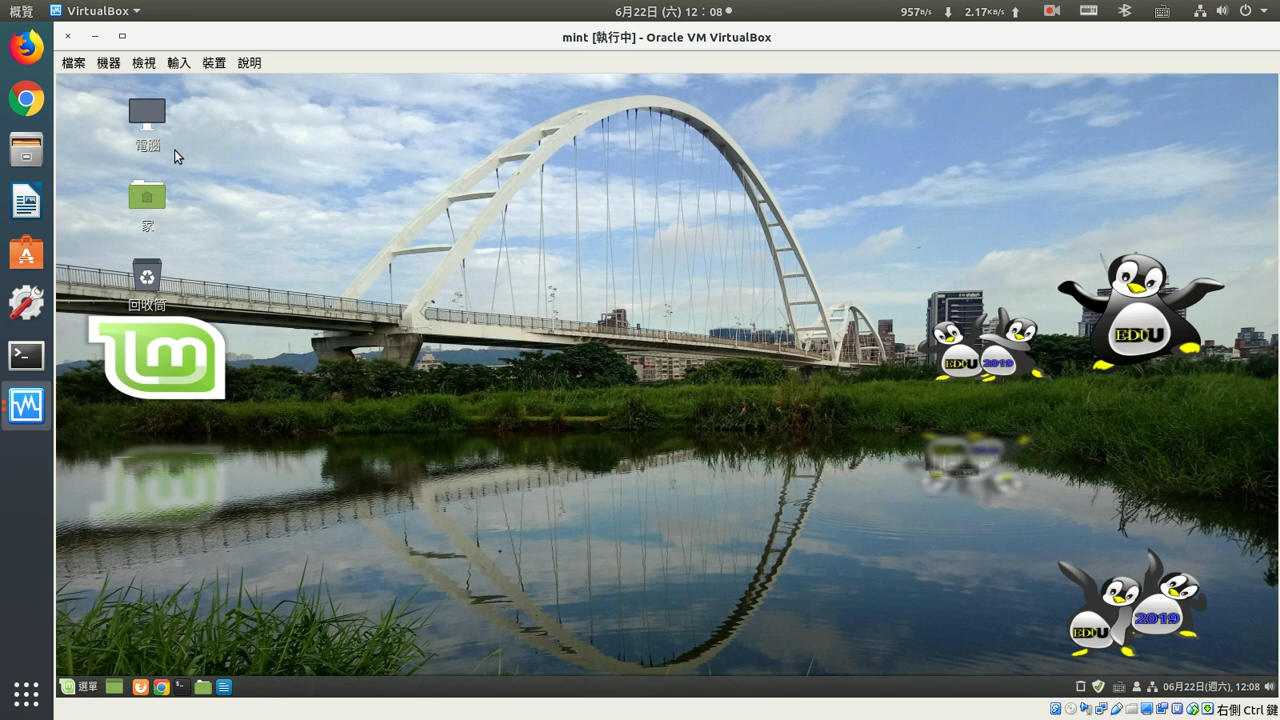 概覽 VirtualBox 6月22日 (六) 12：08 957B/s 2.17KB/s
mint [執行中] - Oracle VM VirtualBox
檔案 機器 檢視 輸入 裝置 說明
電腦
家
回收筒
EDUU
EDUU 2019
EDUU 2019
選單 06月22日(週六), 12:08
右側 Ctrl 鍵